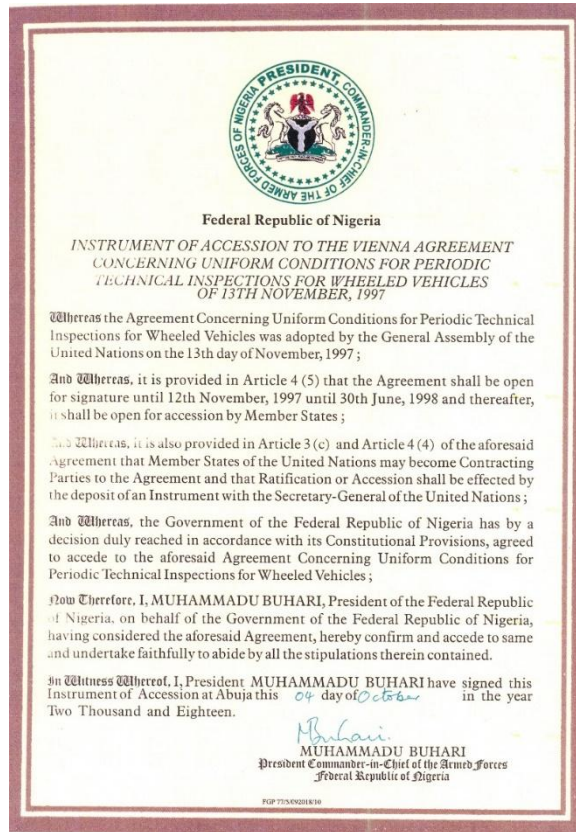 PRESIDENT, COMMANDER-IN-CHIEF OF THE ARMED FORCES OF NIGERIA
Federal Republic of Nigeria
INSTRUMENT OF ACCESSION TO THE VIENNA AGREEMENT
CONCERNING UNIFORM CONDITIONS FOR PERIODIC
TECHNICAL INSPECTIONS FOR WHEELED VEHICLES
OF 13TH NOVEMBER, 1997
Whereas the Agreement Concerning Uniform Conditions for Periodic Technical
Inspections for Wheeled Vehicles was adopted by the General Assembly of the
United Nations on the 13th day of November, 1997 ;
And Whereas, it is provided in Article 4 (5) that the Agreement shall be open
for signature until 12th November, 1997 until 30th June, 1998 and thereafter,
it shall be open for accession by Member States ;
And Whereas, it is also provided in Article 3 (c) and Article 4 (4) of the aforesaid
Agreement that Member States of the United Nations may become Contracting
Parties to the Agreement and that Ratification or Accession shall be effected by
the deposit of an Instrument with the Secretary-General of the United Nations ;
And Whereas, the Government of the Federal Republic of Nigeria has by a
decision duly reached in accordance with its Constitutional Provisions, agreed
to accede to the aforesaid Agreement Concerning Uniform Conditions for
Periodic Technical Inspections for Wheeled Vehicles ;
Now Therefore, I, MUHAMMADU BUHARI, President of the Federal Republic
of Nigeria, on behalf of the Government of the Federal Republic of Nigeria,
having considered the aforesaid Agreement, hereby confirm and accede to same
and undertake faithfully to abide by all the stipulations therein contained.
In Witness Whereof, I, President MUHAMMADU BUHARI have signed this
Instrument of Accession at Abuja this 04 day of October in the year
Two Thousand and Eighteen.
MBuhari.
MUHAMMADU BUHARI
President Commander-in-Chief of the Armed Forces
Federal Republic of Nigeria
FGP 77/5/092018/10